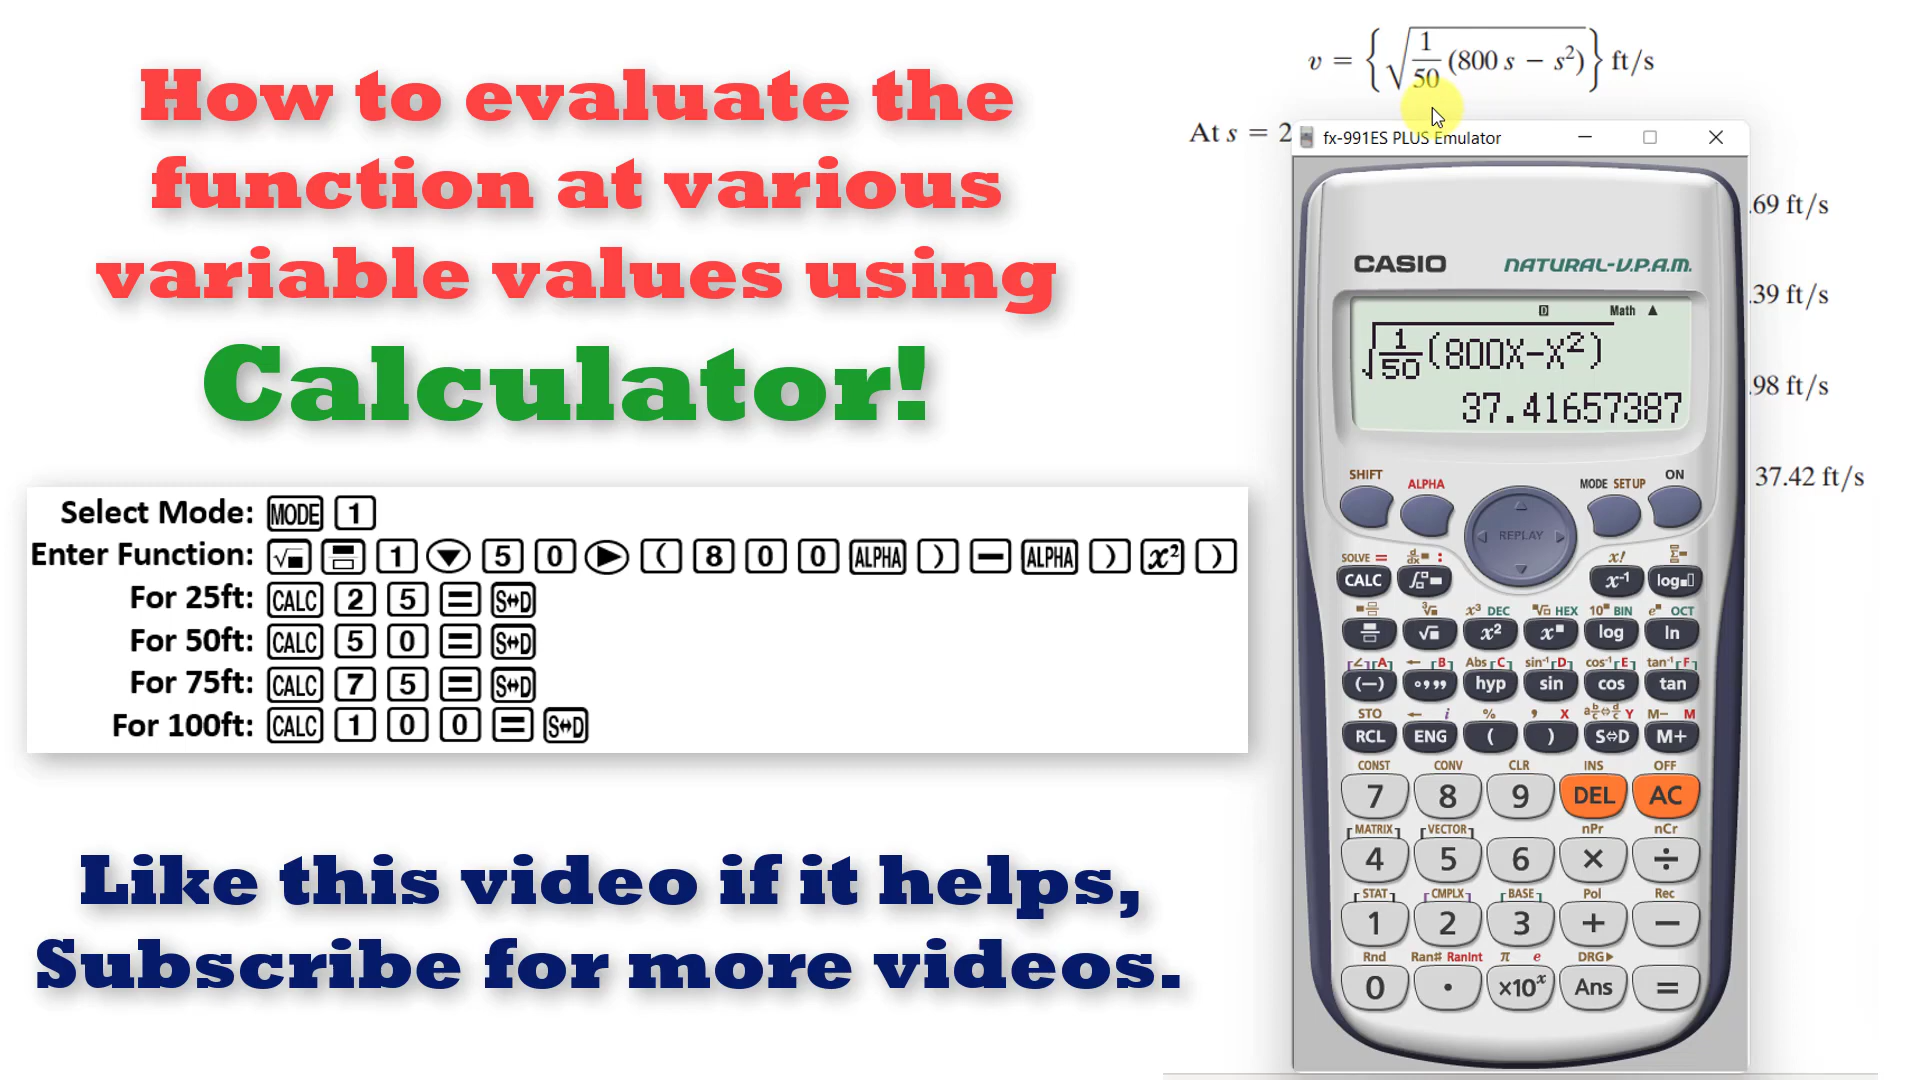 How to evaluate the
function at various
variable values using
Calculator!
Select Mode: MODE 1
Enter Function: √■ 1 ▼ 5 0 ▶ ( 8 0 0 ALPHA ) − ALPHA ) x² )
For 25ft: CALC 2 5 = S⇔D
For 50ft: CALC 5 0 = S⇔D
For 75ft: CALC 7 5 = S⇔D
For 100ft: CALC 1 0 0 = S⇔D
Like this video if it helps,
Subscribe for more videos.
v = {√(1/50 (800 s − s²)} ft/s
At s = 2
.69 ft/s
.39 ft/s
.98 ft/s
37.42 ft/s
fx-991ES PLUS Emulator
CASIO NATURAL-V.P.A.M.
D Math ▲
√1/50(800X−X²)
37.41657387
SHIFT ALPHA MODE SETUP ON
REPLAY
SOLVE = d/dx : x! Σ
CALC ∫ x⁻¹ log
³√ x³ DEC √ HEX 10 BIN e OCT
√■ x² x■ log ln
∠ A ← B Abs C sin⁻¹ D cos⁻¹ E tan⁻¹ F
(−) ° , ,, hyp sin cos tan
STO ← i % , X a b/c ⇔ d/c Y M− M
RCL ENG ( ) S⇔D M+
CONST CONV CLR INS OFF
7 8 9 DEL AC
MATRIX VECTOR nPr nCr
4 5 6 × ÷
STAT CMPLX BASE Pol Rec
1 2 3 + −
Rnd Ran# RanInt π e DRG▶
0 . ×10ˣ Ans =